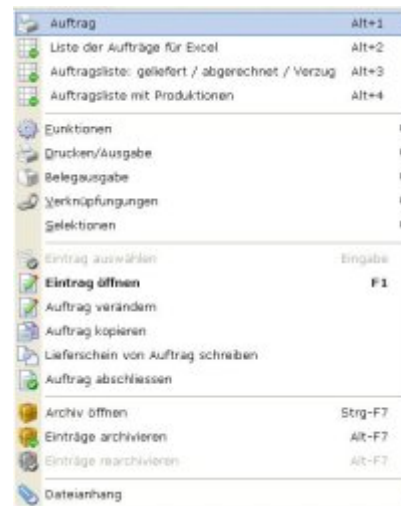 Auftrag Alt+1
Liste der Aufträge für Excel Alt+2
Auftragsliste: geliefert / abgerechnet / Verzug Alt+3
Auftragsliste mit Produktionen Alt+4
Funktionen
Drucken/Ausgabe
Belegausgabe
Verknüpfungungen
Selektionen
Eintrag auswählen Eingabe
Eintrag öffnen F1
Auftrag verändern
Auftrag kopieren
Lieferschein von Auftrag schreiben
Auftrag abschliessen
Archiv öffnen Strg-F7
Einträge archivieren Alt-F7
Einträge rearchivieren Alt-F7
Dateianhang